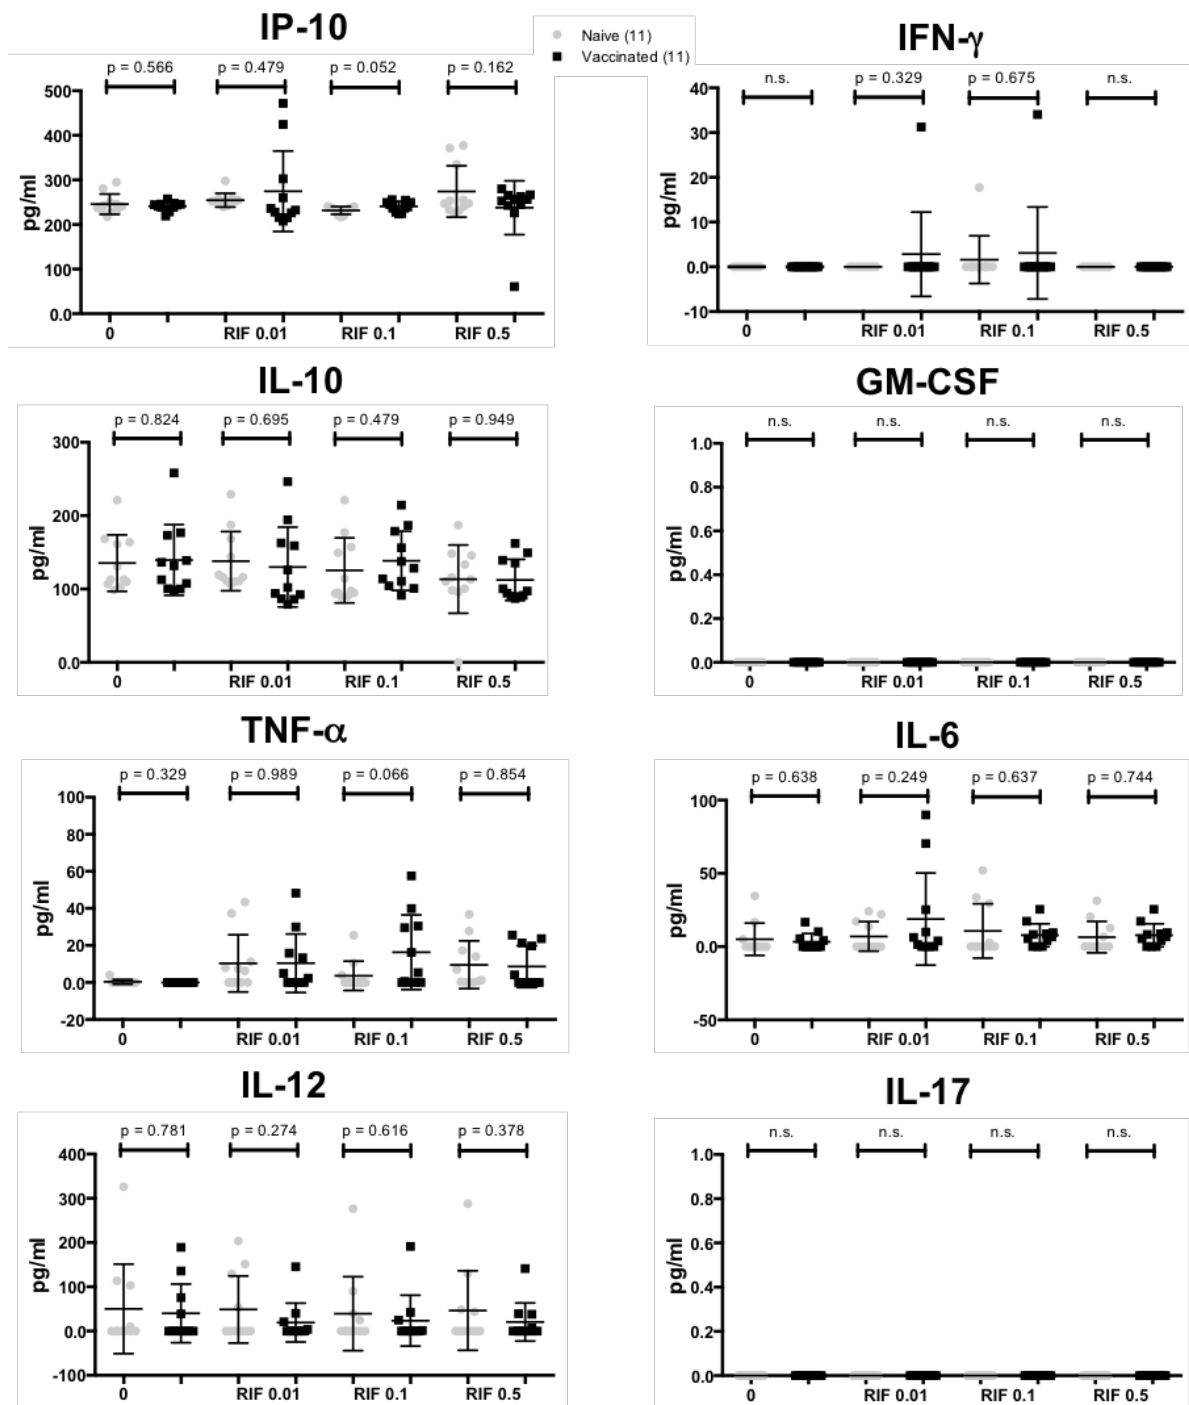 IP-10
Naive (11)
Vaccinated (11)
p = 0.566 p = 0.479 p = 0.052 p = 0.162
500
400
300
200
100
0.0
pg/ml
0 RIF 0.01 RIF 0.1 RIF 0.5
IFN-γ
n.s. p = 0.329 p = 0.675 n.s.
40
30
20
10
0.0
-10
pg/ml
0 RIF 0.01 RIF 0.1 RIF 0.5
IL-10
p = 0.824 p = 0.695 p = 0.479 p = 0.949
300
200
100
0.0
pg/ml
0 RIF 0.01 RIF 0.1 RIF 0.5
GM-CSF
n.s. n.s. n.s. n.s.
1.0
0.8
0.6
0.4
0.2
0.0
pg/ml
0 RIF 0.01 RIF 0.1 RIF 0.5
TNF-α
p = 0.329 p = 0.989 p = 0.066 p = 0.854
100
80
60
40
20
0.0
-20
pg/ml
0 RIF 0.01 RIF 0.1 RIF 0.5
IL-6
p = 0.638 p = 0.249 p = 0.637 p = 0.744
100
50
0.0
-50
pg/ml
0 RIF 0.01 RIF 0.1 RIF 0.5
IL-12
p = 0.781 p = 0.274 p = 0.616 p = 0.378
400
300
200
100
0.0
-100
pg/ml
0 RIF 0.01 RIF 0.1 RIF 0.5
IL-17
n.s. n.s. n.s. n.s.
1.0
0.8
0.6
0.4
0.2
0.0
pg/ml
0 RIF 0.01 RIF 0.1 RIF 0.5